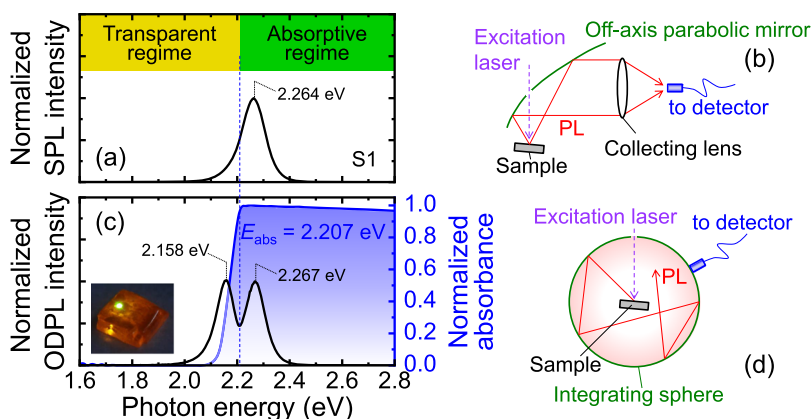 Transparent regime
Absorptive regime
Normalized SPL intensity
2.264 eV
(a)
S1
Off-axis parabolic mirror
Excitation laser
(b)
to detector
PL
Sample
Collecting lens
Normalized ODPL intensity
(c)
E_abs = 2.207 eV
2.158 eV
2.267 eV
1.0
0.8
0.6
0.4
0.2
0.0
Normalized absorbance
1.6 1.8 2.0 2.2 2.4 2.6 2.8
Photon energy (eV)
Excitation laser
to detector
PL
Sample
(d)
Integrating sphere